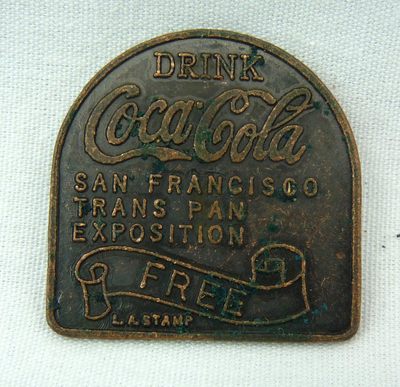 DRINK
Coca-Cola
SAN FRANCISCO
TRANS PAN
EXPOSITION
FREE
L.A. STAMP